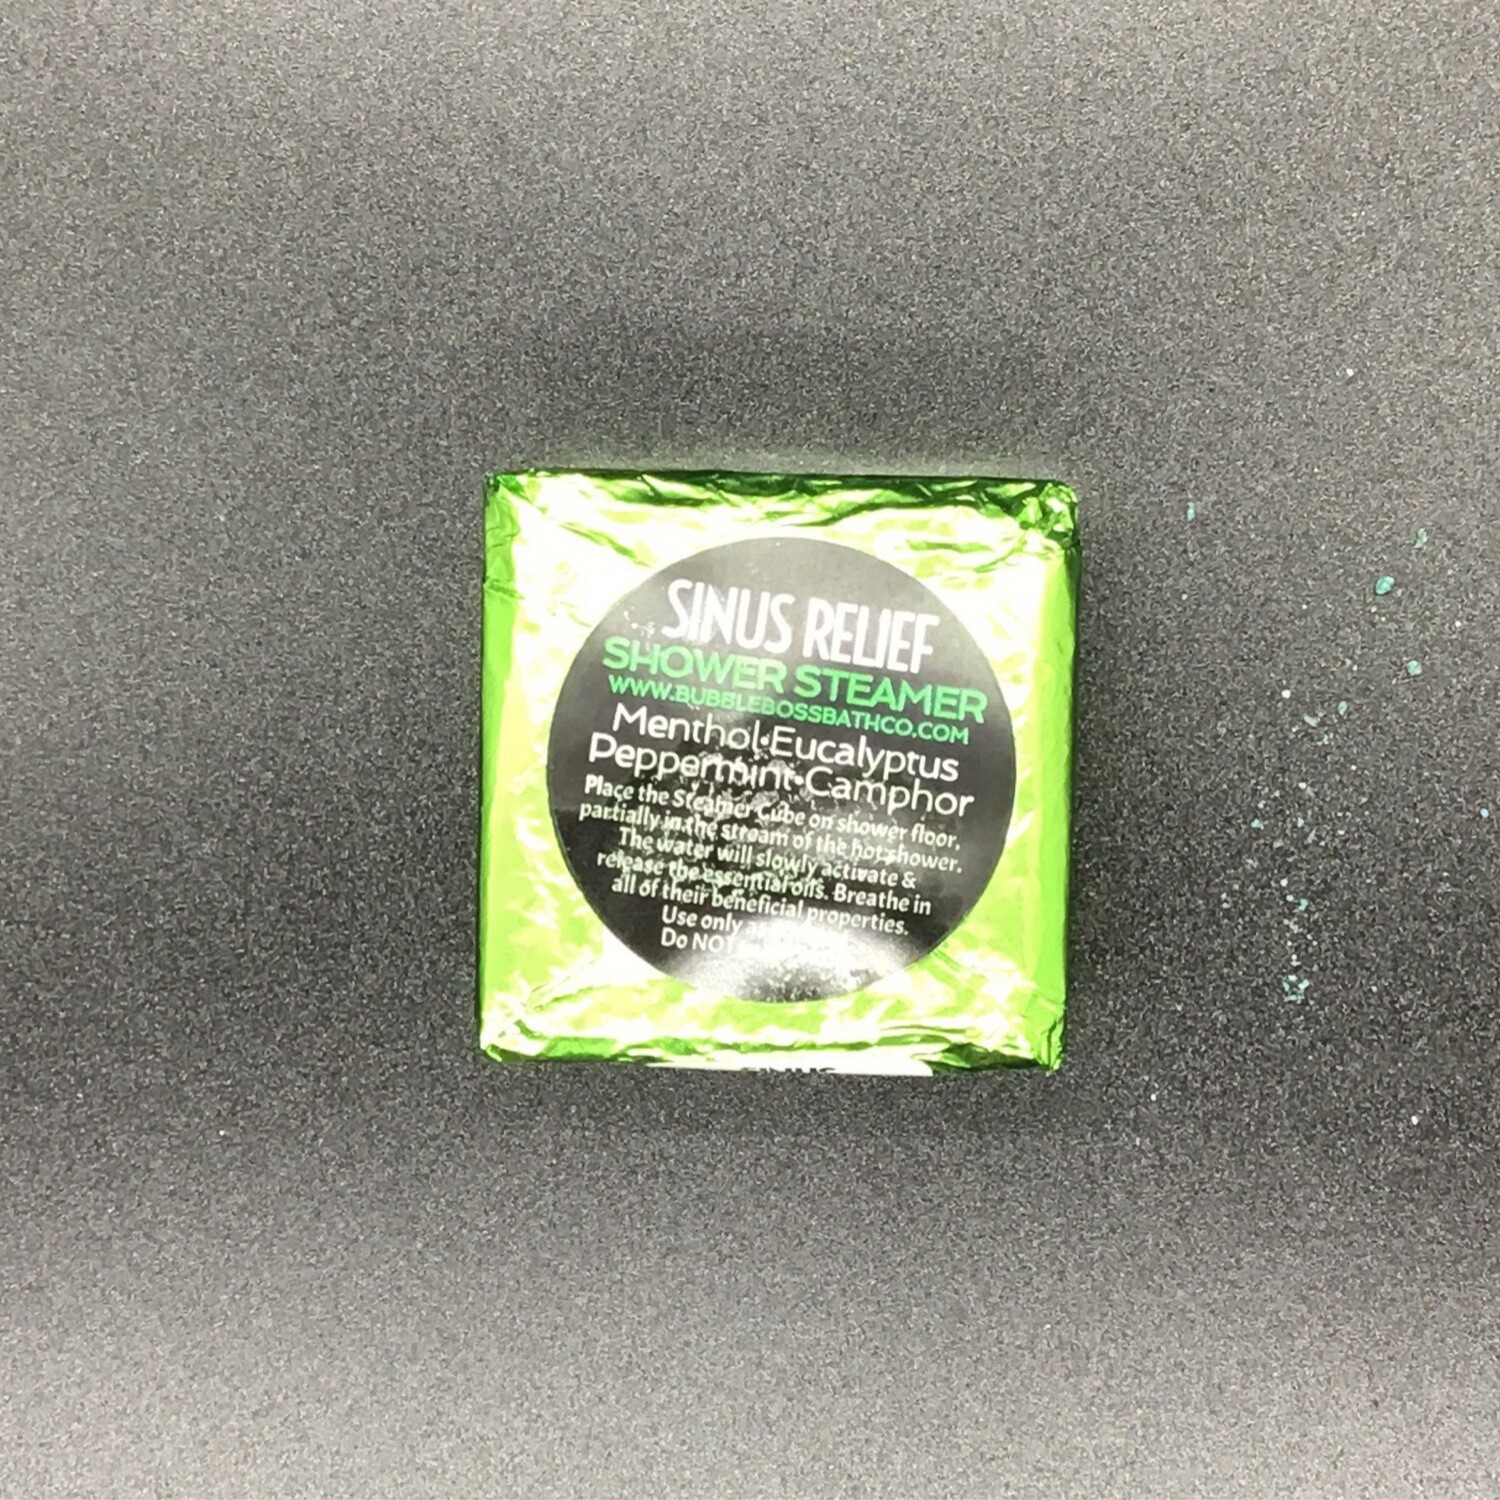 SINUS RELIEF
SHOWER STEAMER
WWW.BUBBLEBOSSBATHCO.COM
Menthol•Eucalyptus
Peppermint•Camphor
Place the Steamer Cube on shower floor,
partially in the stream of the hot shower.
The water will slowly activate &
release the essential oils. Breathe in
all of their beneficial properties.
Use only
Do NOT
SINUS